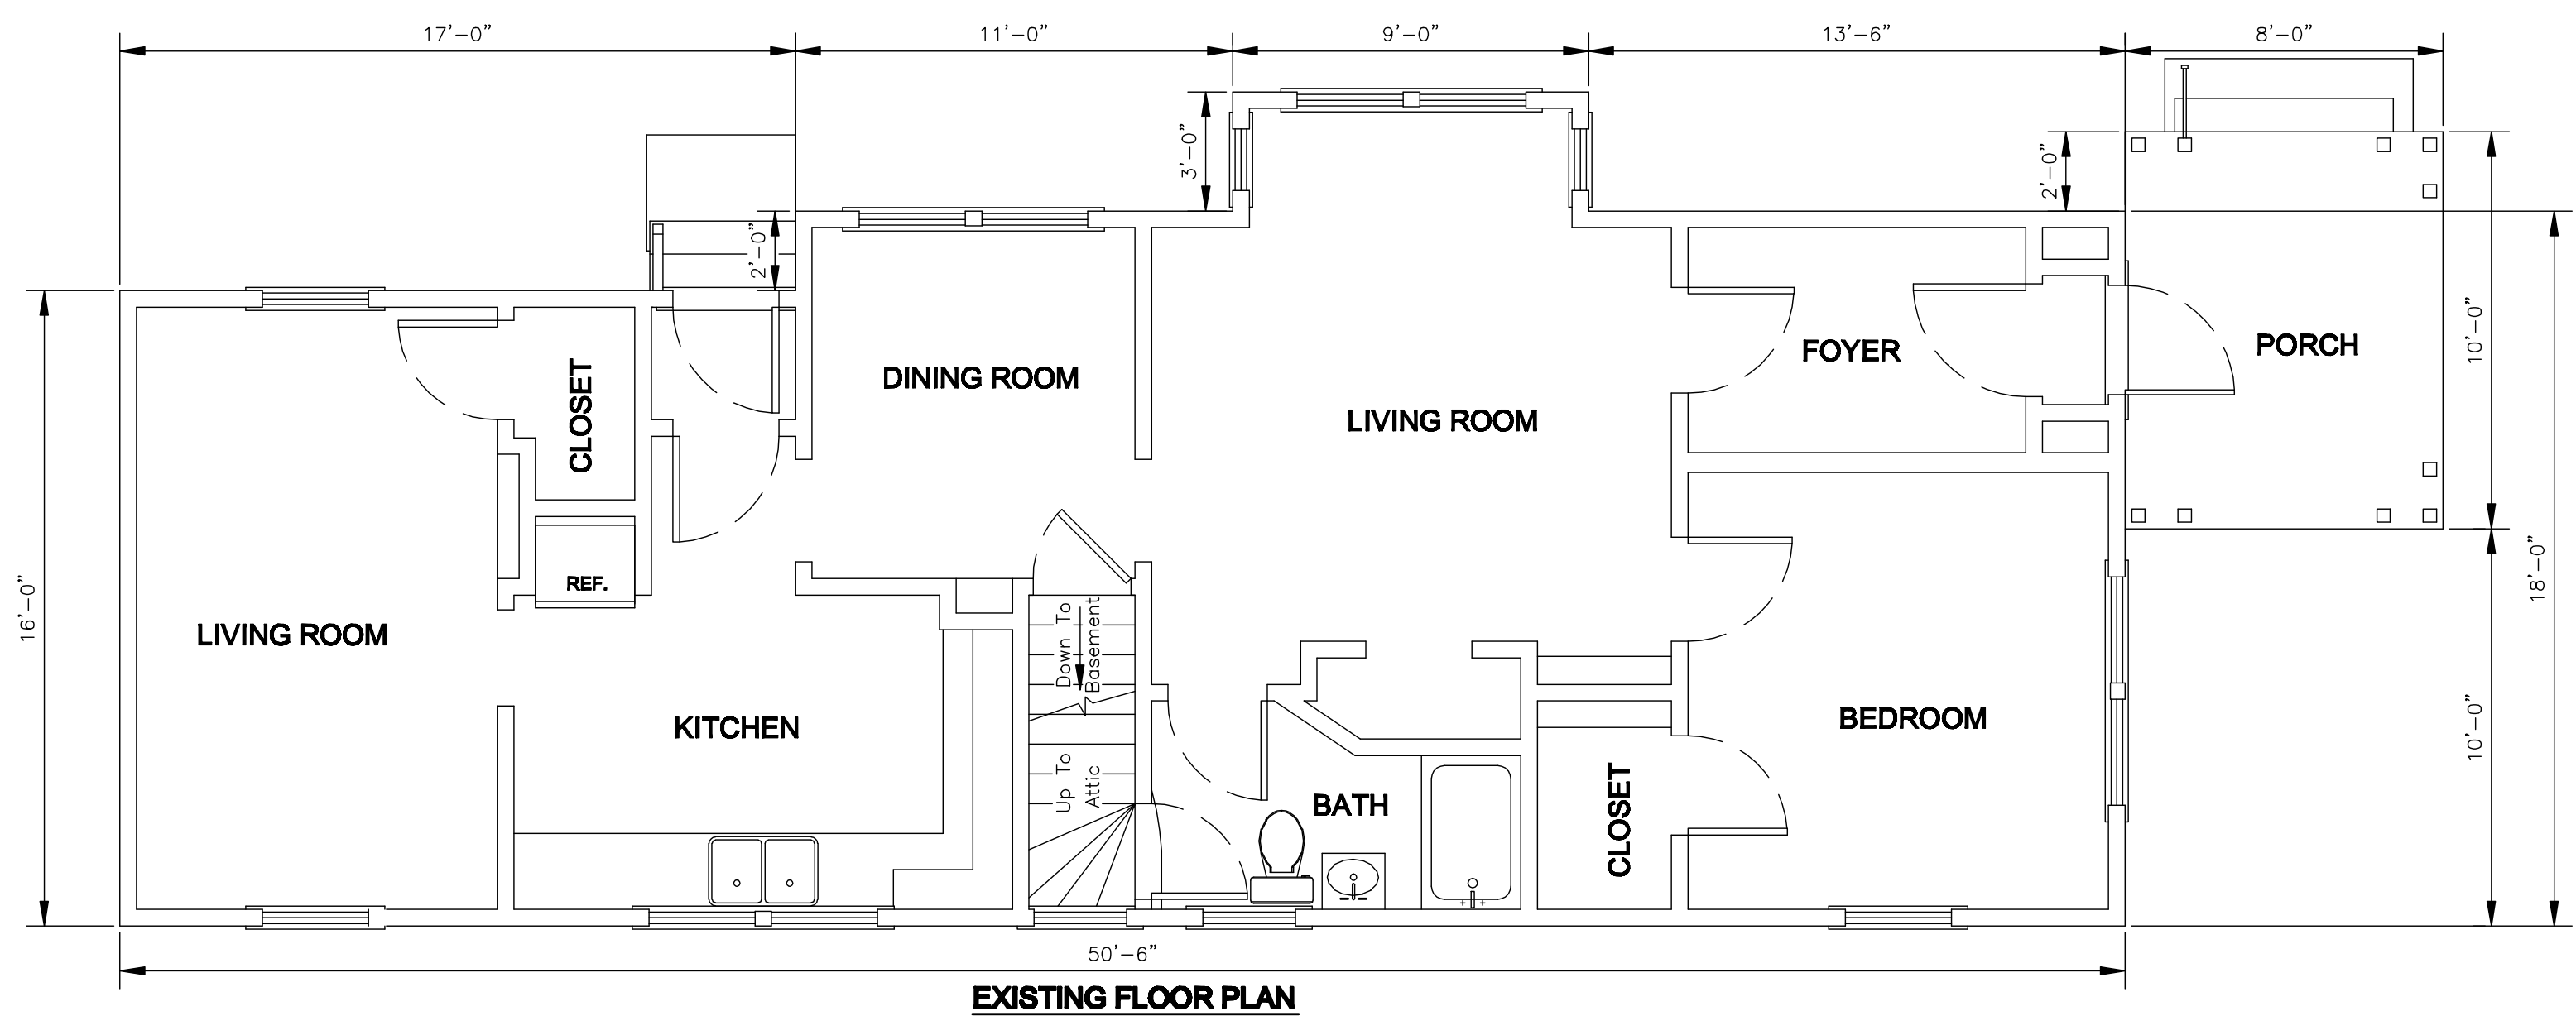 17'-0"
11'-0"
9'-0"
13'-6"
8'-0"
3'-0"
2'-0"
2'-0"
DINING ROOM
LIVING ROOM
FOYER
PORCH
10'-0"
CLOSET
REF.
16'-0"
LIVING ROOM
KITCHEN
Down To
Basement
Up To
Attic
BATH
CLOSET
BEDROOM
18'-0"
10'-0"
50'-6"
EXISTING FLOOR PLAN